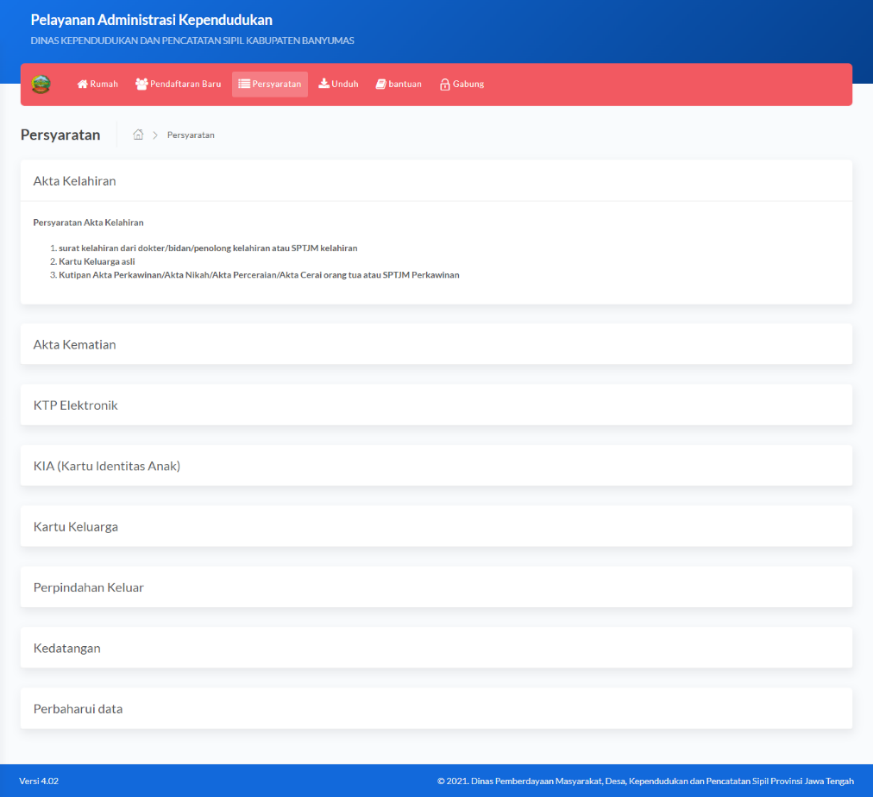 Pelayanan Administrasi Kependudukan
DINAS KEPENDUDUKAN DAN PENCATATAN SIPIL KABUPATEN BANYUMAS
Rumah Pendaftaran Baru Persyaratan Unduh bantuan Gabung
Persyaratan > Persyaratan
Akta Kelahiran
Persyaratan Akta Kelahiran
1. surat kelahiran dari dokter/bidan/penolong kelahiran atau SPTJM kelahiran
2. Kartu Keluarga asli
3. Kutipan Akta Perkawinan/Akta Nikah/Akta Perceraian/Akta Cerai orang tua atau SPTJM Perkawinan
Akta Kematian
KTP Elektronik
KIA (Kartu Identitas Anak)
Kartu Keluarga
Perpindahan Keluar
Kedatangan
Perbaharui data
Versi 4.02 © 2021. Dinas Pemberdayaan Masyarakat, Desa, Kependudukan dan Pencatatan Sipil Provinsi Jawa Tengah